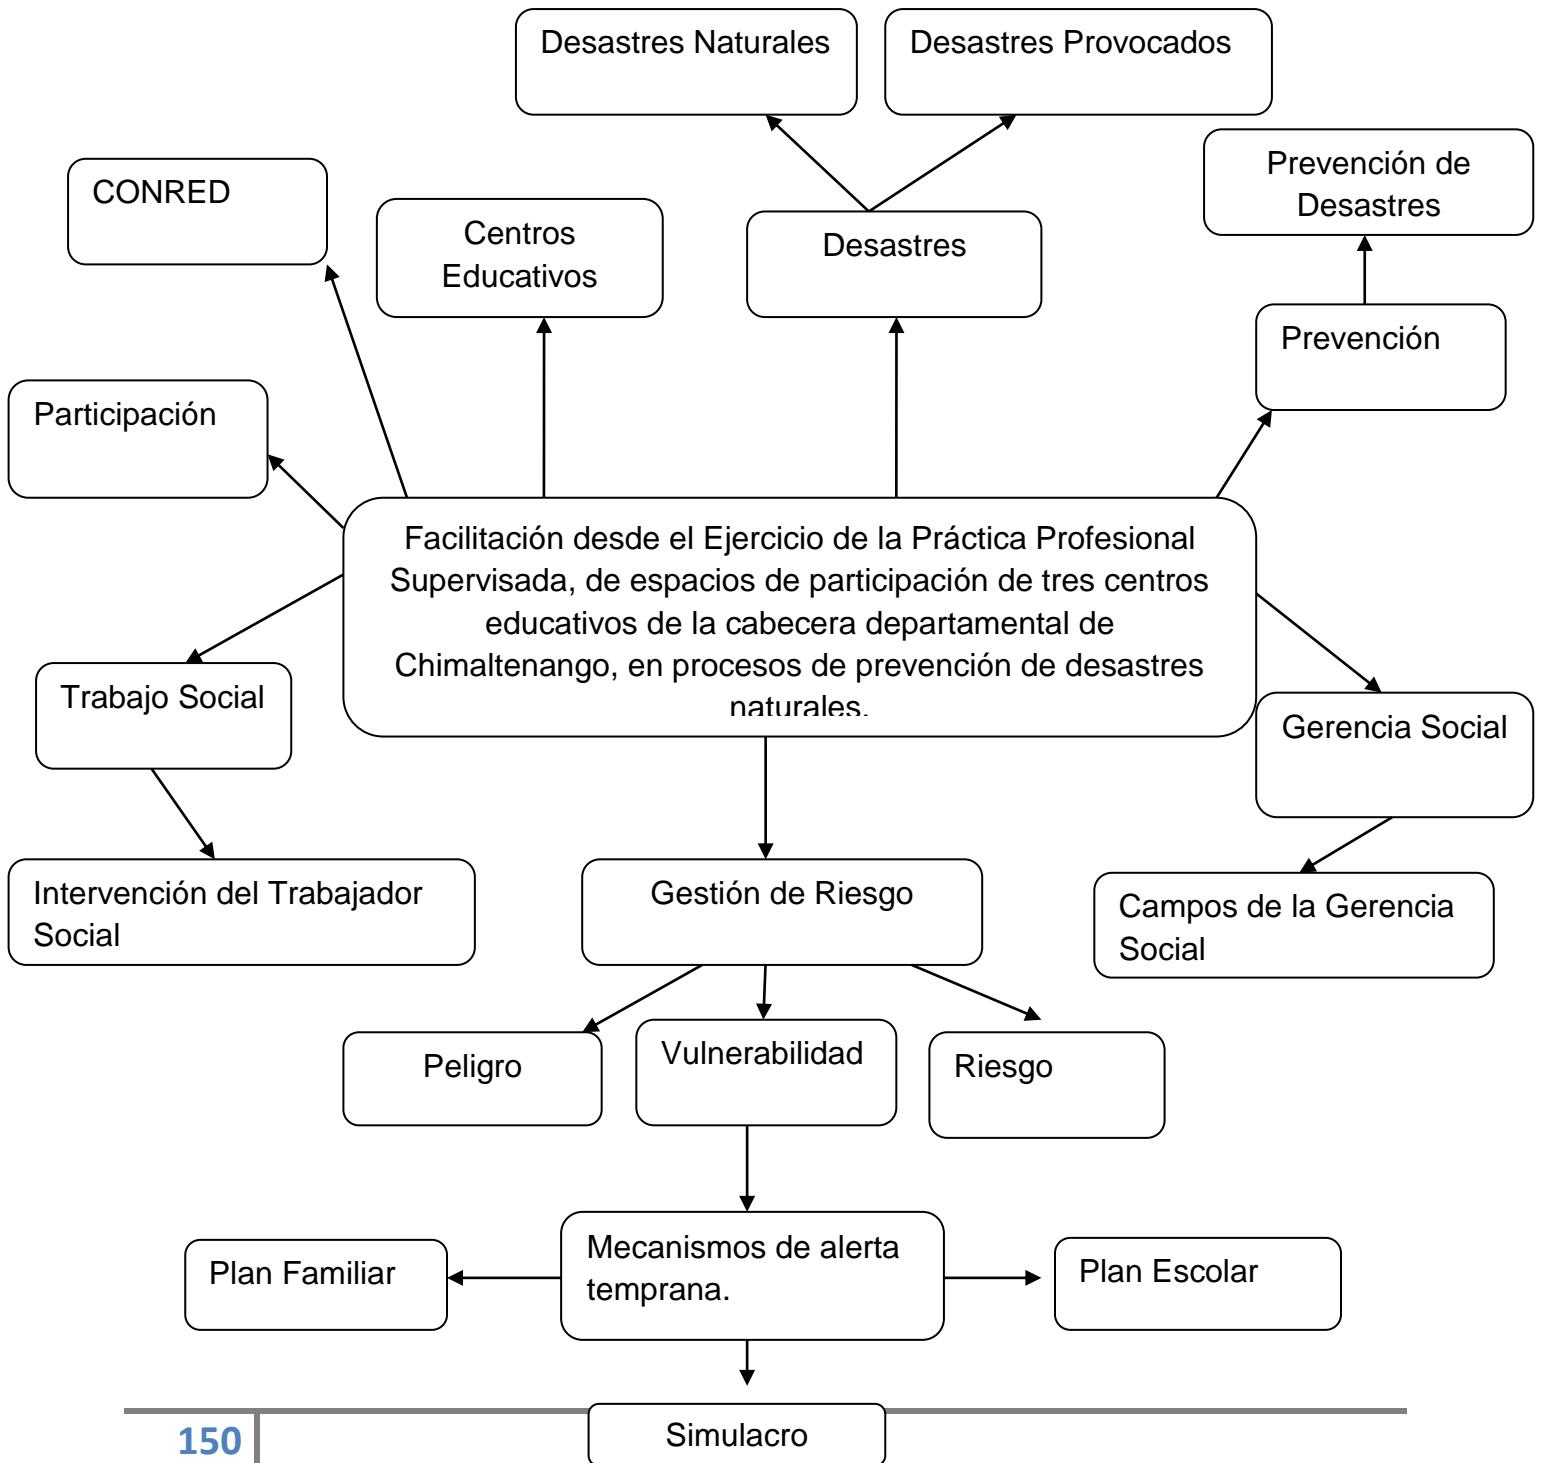 Desastres Naturales
Desastres Provocados
Prevención de
Desastres
CONRED
Centros
Educativos
Desastres
Prevención
Participación
Facilitación desde el Ejercicio de la Práctica Profesional
Supervisada, de espacios de participación de tres centros
educativos de la cabecera departamental de
Chimaltenango, en procesos de prevención de desastres
naturales.
Trabajo Social
Gerencia Social
Intervención del Trabajador
Social
Gestión de Riesgo
Campos de la Gerencia
Social
Peligro
Vulnerabilidad
Riesgo
Mecanismos de alerta
temprana.
Plan Familiar
Plan Escolar
Simulacro
150